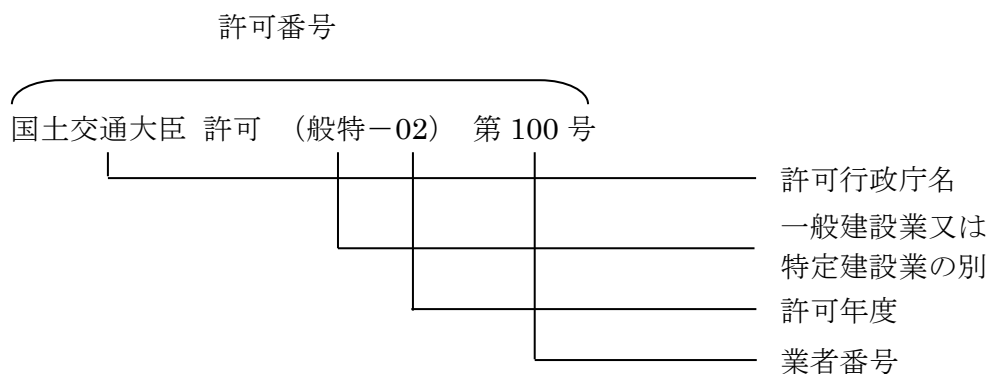 許可番号
国土交通大臣 許可 （般特－02） 第 100 号
許可行政庁名
一般建設業又は
特定建設業の別
許可年度
業者番号